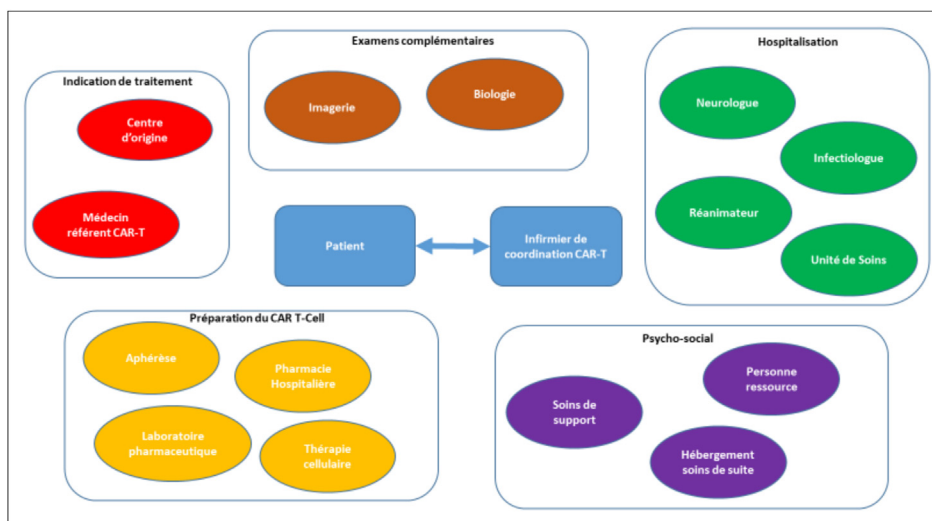 Indication de traitement
Centre
d'origine
Médecin
référent CAR-T
Examens complémentaires
Imagerie
Biologie
Hospitalisation
Neurologue
Infectiologue
Réanimateur
Unité de Soins
Patient
Infirmier de
coordination CAR-T
Préparation du CAR T-Cell
Aphérèse
Pharmacie
Hospitalière
Laboratoire
pharmaceutique
Thérapie
cellulaire
Psycho-social
Personne
ressource
Soins de
support
Hébergement
soins de suite